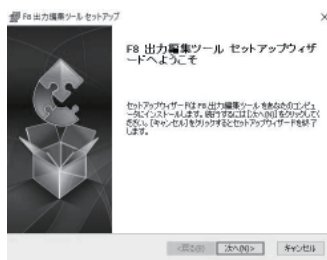 F8 出力編集ツール セットアップ
F8 出力編集ツール セットアップウィザ
ードへようこそ
セットアップウィザードは F8 出力編集ツール をあなたのコンピュ
ータにインストールします。続行するには [次へ(N)] をクリックしてく
ださい。[キャンセル] をクリックするとセットアップウィザードを終了
します。
<戻る(B)
次へ(N)>
キャンセル